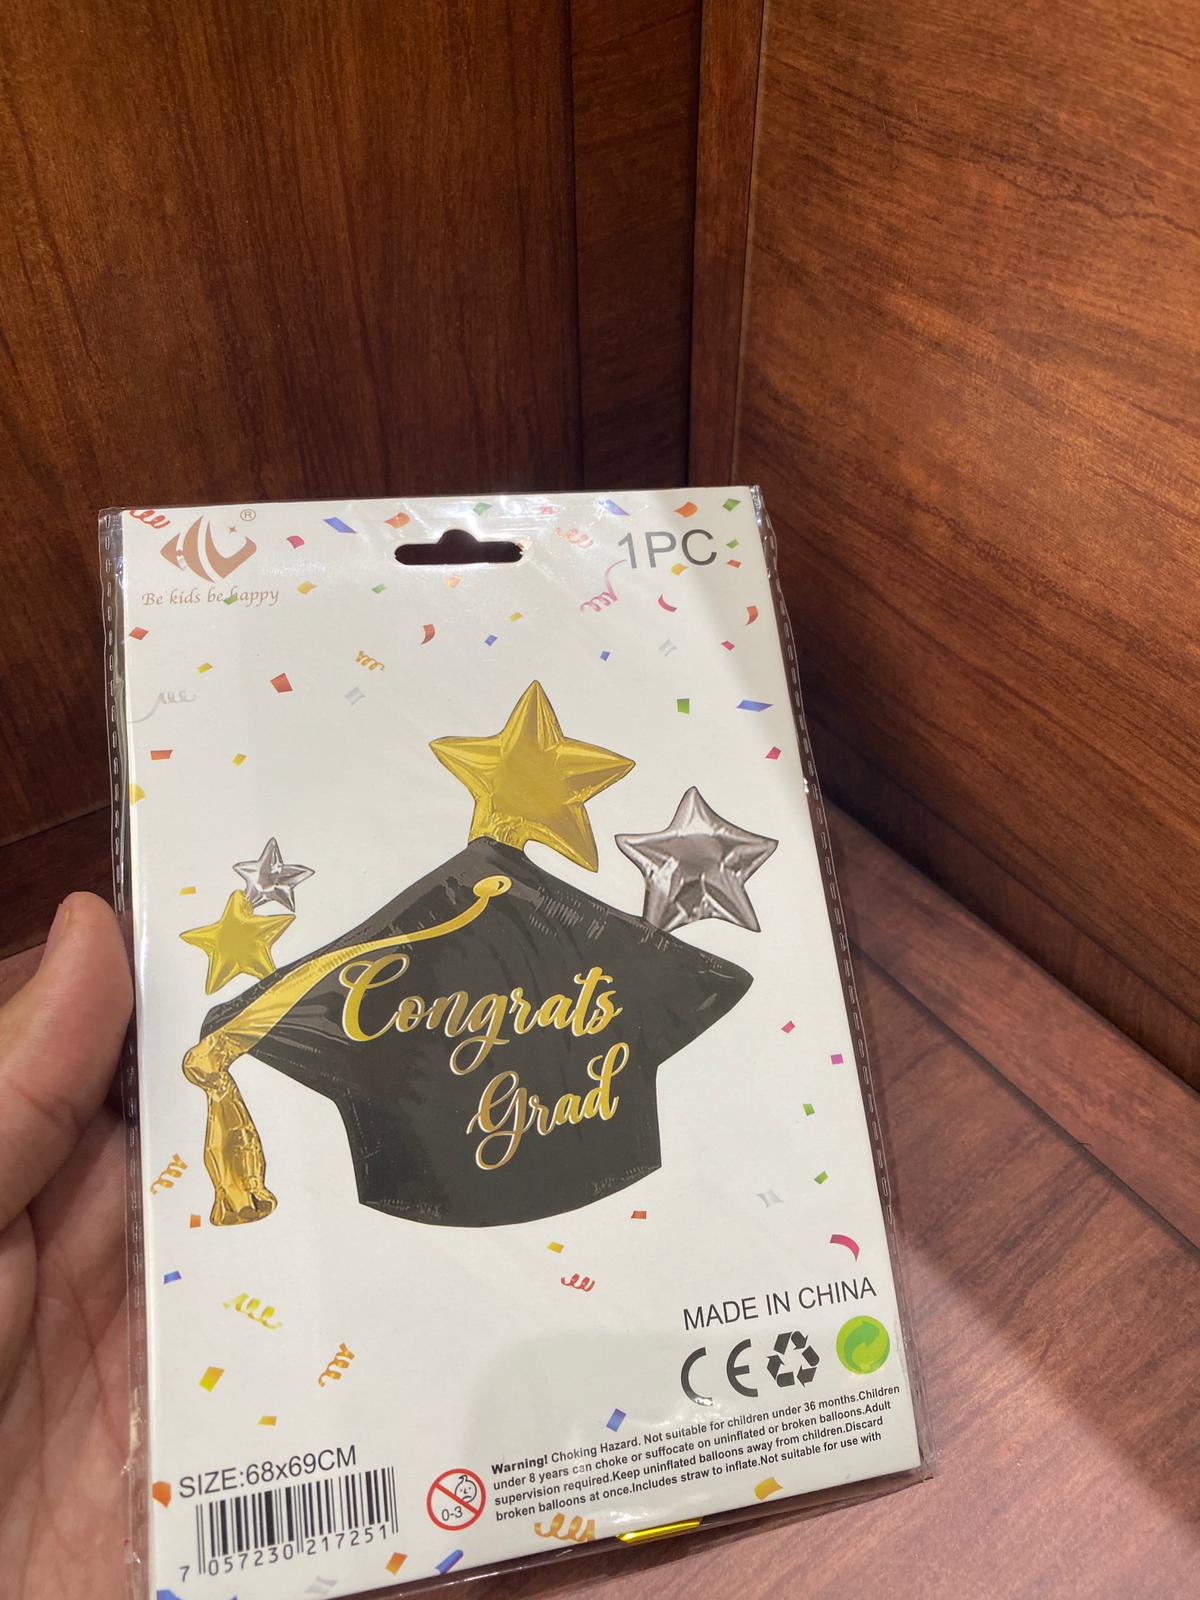 HL®
Be kids be happy
1PC
Congrats
Grad
MADE IN CHINA
CE
SIZE:68x69CM
7 057230 217251
0-3
Warning! Choking Hazard. Not suitable for children under 36 months.Children
under 8 years can choke or suffocate on uninflated or broken balloons.Adult
supervision required.Keep uninflated balloons away from children.Discard
broken balloons at once.Includes straw to inflate.Not suitable for use with